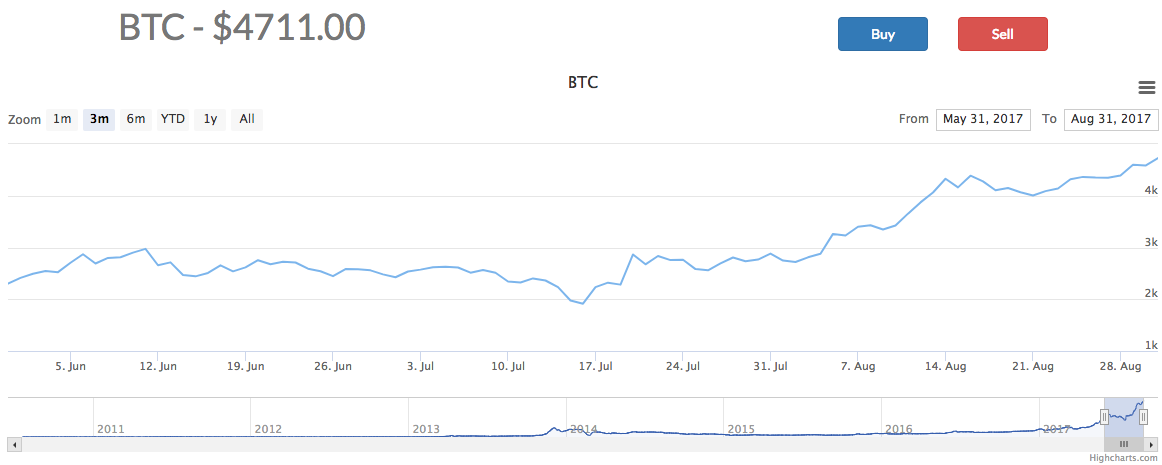 BTC - $4711.00
Buy Sell
BTC
Zoom 1m 3m 6m YTD 1y All From May 31, 2017 To Aug 31, 2017
4k
3k
2k
1k
5. Jun 12. Jun 19. Jun 26. Jun 3. Jul 10. Jul 17. Jul 24. Jul 31. Jul 7. Aug 14. Aug 21. Aug 28. Aug
2011 2012 2013 2014 2015 2016 2017
Highcharts.com